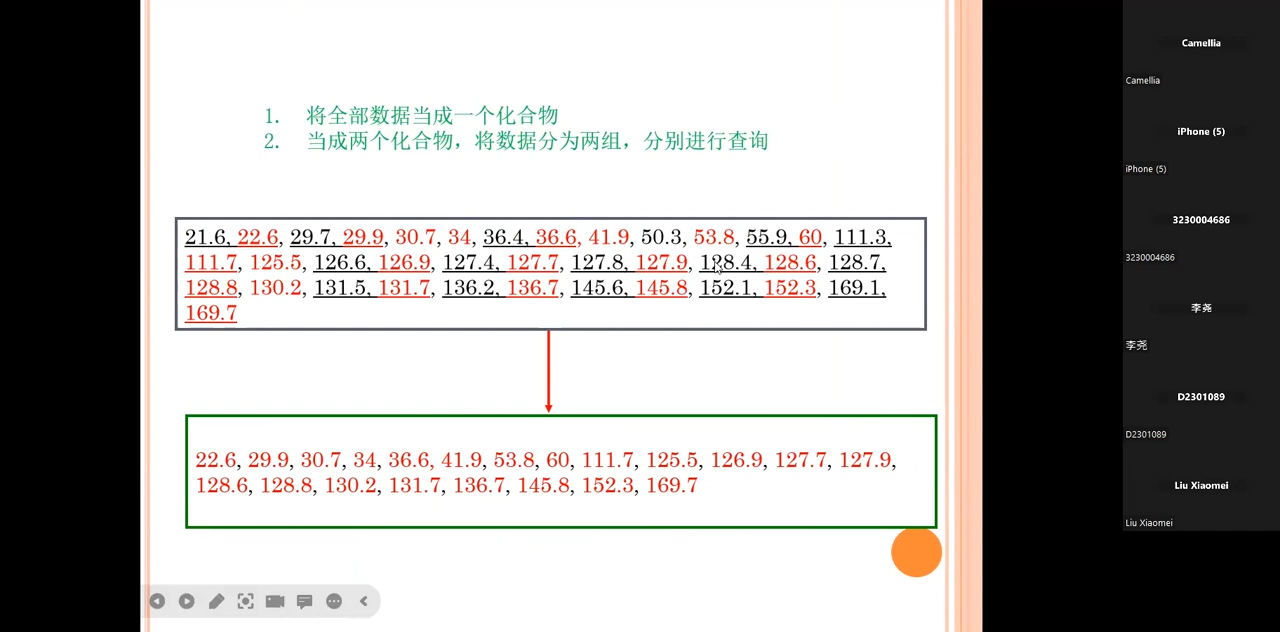 1. 将全部数据当成一个化合物
2. 当成两个化合物，将数据分为两组，分别进行查询
21.6, 22.6, 29.7, 29.9, 30.7, 34, 36.4, 36.6, 41.9, 50.3, 53.8, 55.9, 60, 111.3,
111.7, 125.5, 126.6, 126.9, 127.4, 127.7, 127.8, 127.9, 128.4, 128.6, 128.7,
128.8, 130.2, 131.5, 131.7, 136.2, 136.7, 145.6, 145.8, 152.1, 152.3, 169.1,
169.7
22.6, 29.9, 30.7, 34, 36.6, 41.9, 53.8, 60, 111.7, 125.5, 126.9, 127.7, 127.9,
128.6, 128.8, 130.2, 131.7, 136.7, 145.8, 152.3, 169.7
Camellia
Camellia
iPhone (5)
iPhone (5)
3230004686
3230004686
李尧
李尧
D2301089
D2301089
Liu Xiaomei
Liu Xiaomei